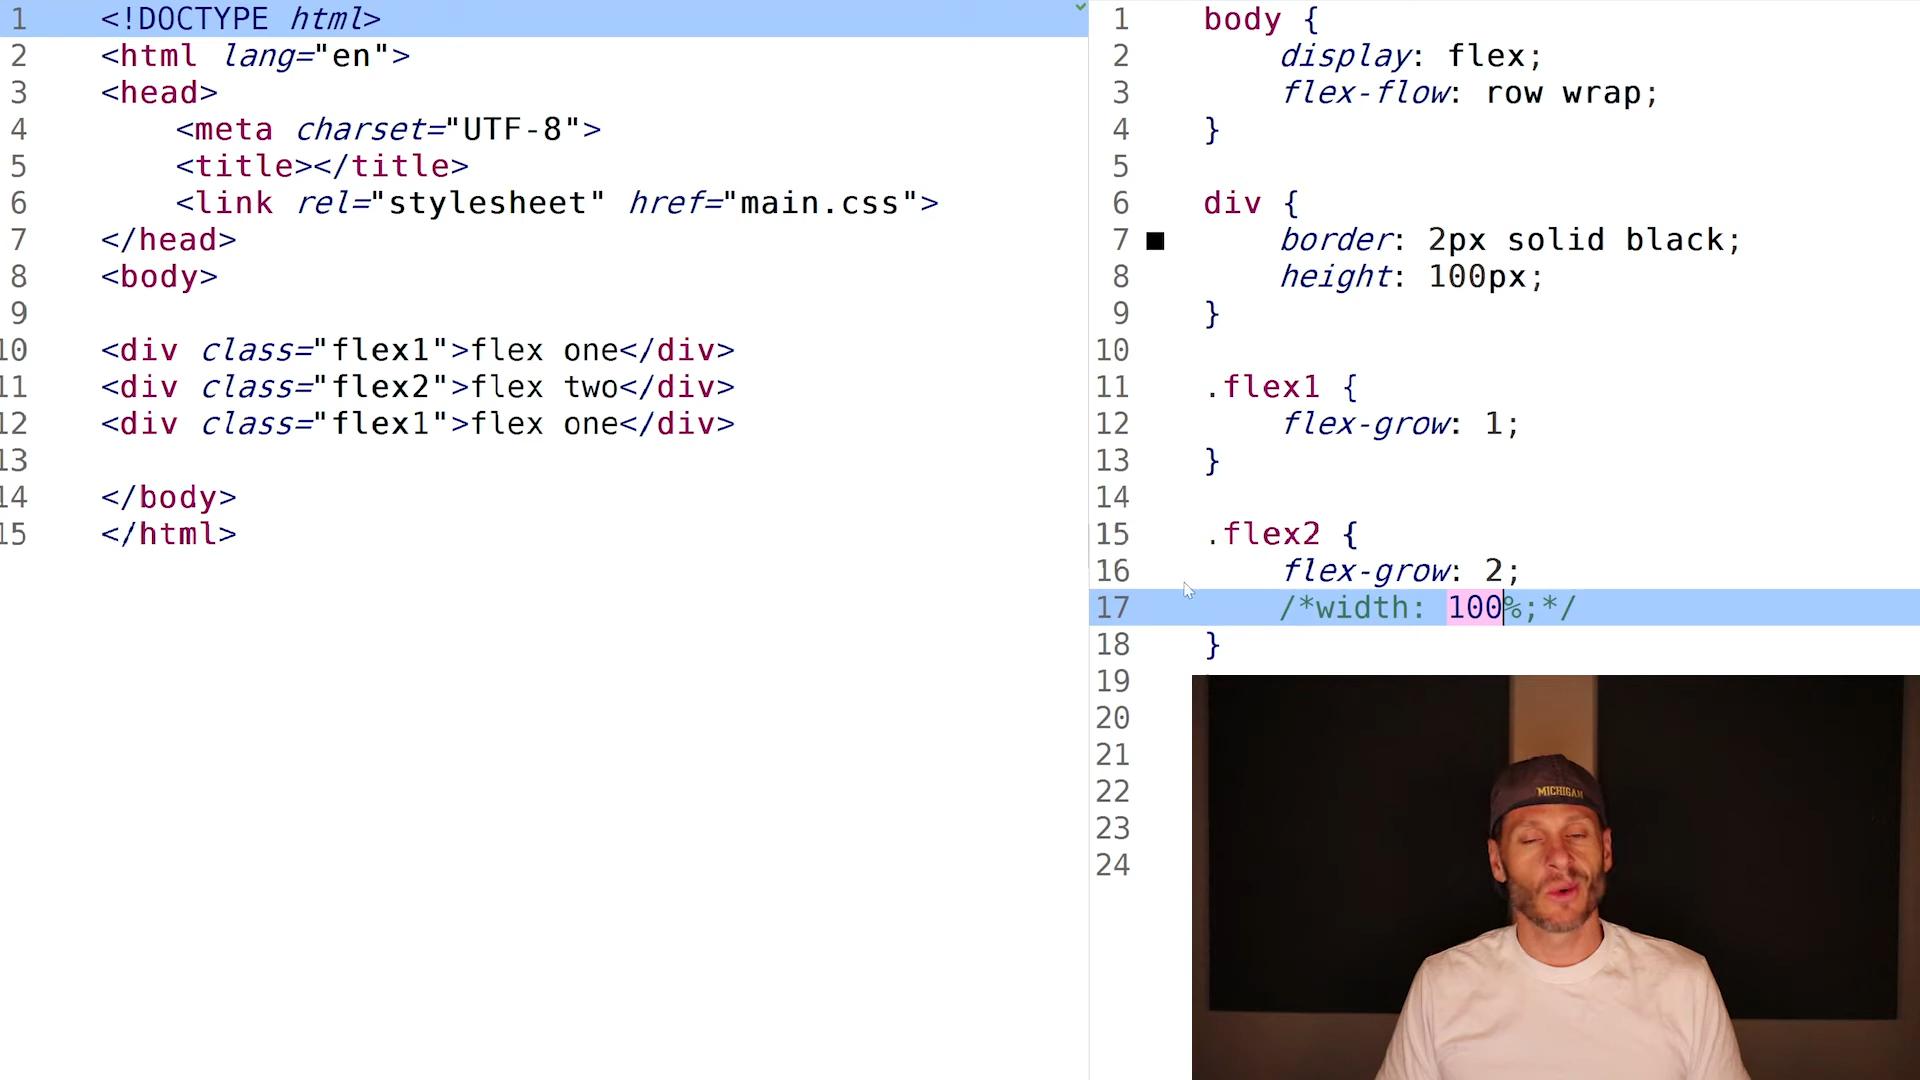 1 <!DOCTYPE html>
2 <html lang="en">
3 <head>
4 <meta charset="UTF-8">
5 <title></title>
6 <link rel="stylesheet" href="main.css">
7 </head>
8 <body>
9
10 <div class="flex1">flex one</div>
11 <div class="flex2">flex two</div>
12 <div class="flex1">flex one</div>
13
14 </body>
15 </html>
1 body {
2 display: flex;
3 flex-flow: row wrap;
4 }
5
6 div {
7 border: 2px solid black;
8 height: 100px;
9 }
10
11 .flex1 {
12 flex-grow: 1;
13 }
14
15 .flex2 {
16 flex-grow: 2;
17 /*width: 100%;*/
18 }
19
20
21
22
23
24
MICHIGAN